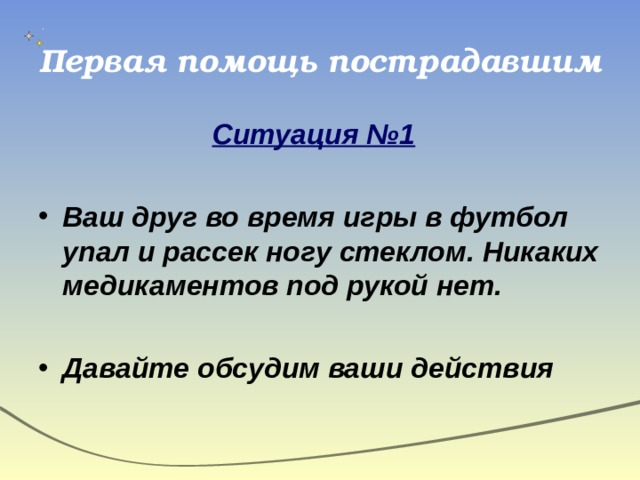 Первая помощь пострадавшим
Ситуация №1
• Ваш друг во время игры в футбол
упал и рассек ногу стеклом. Никаких
медикаментов под рукой нет.
• Давайте обсудим ваши действия